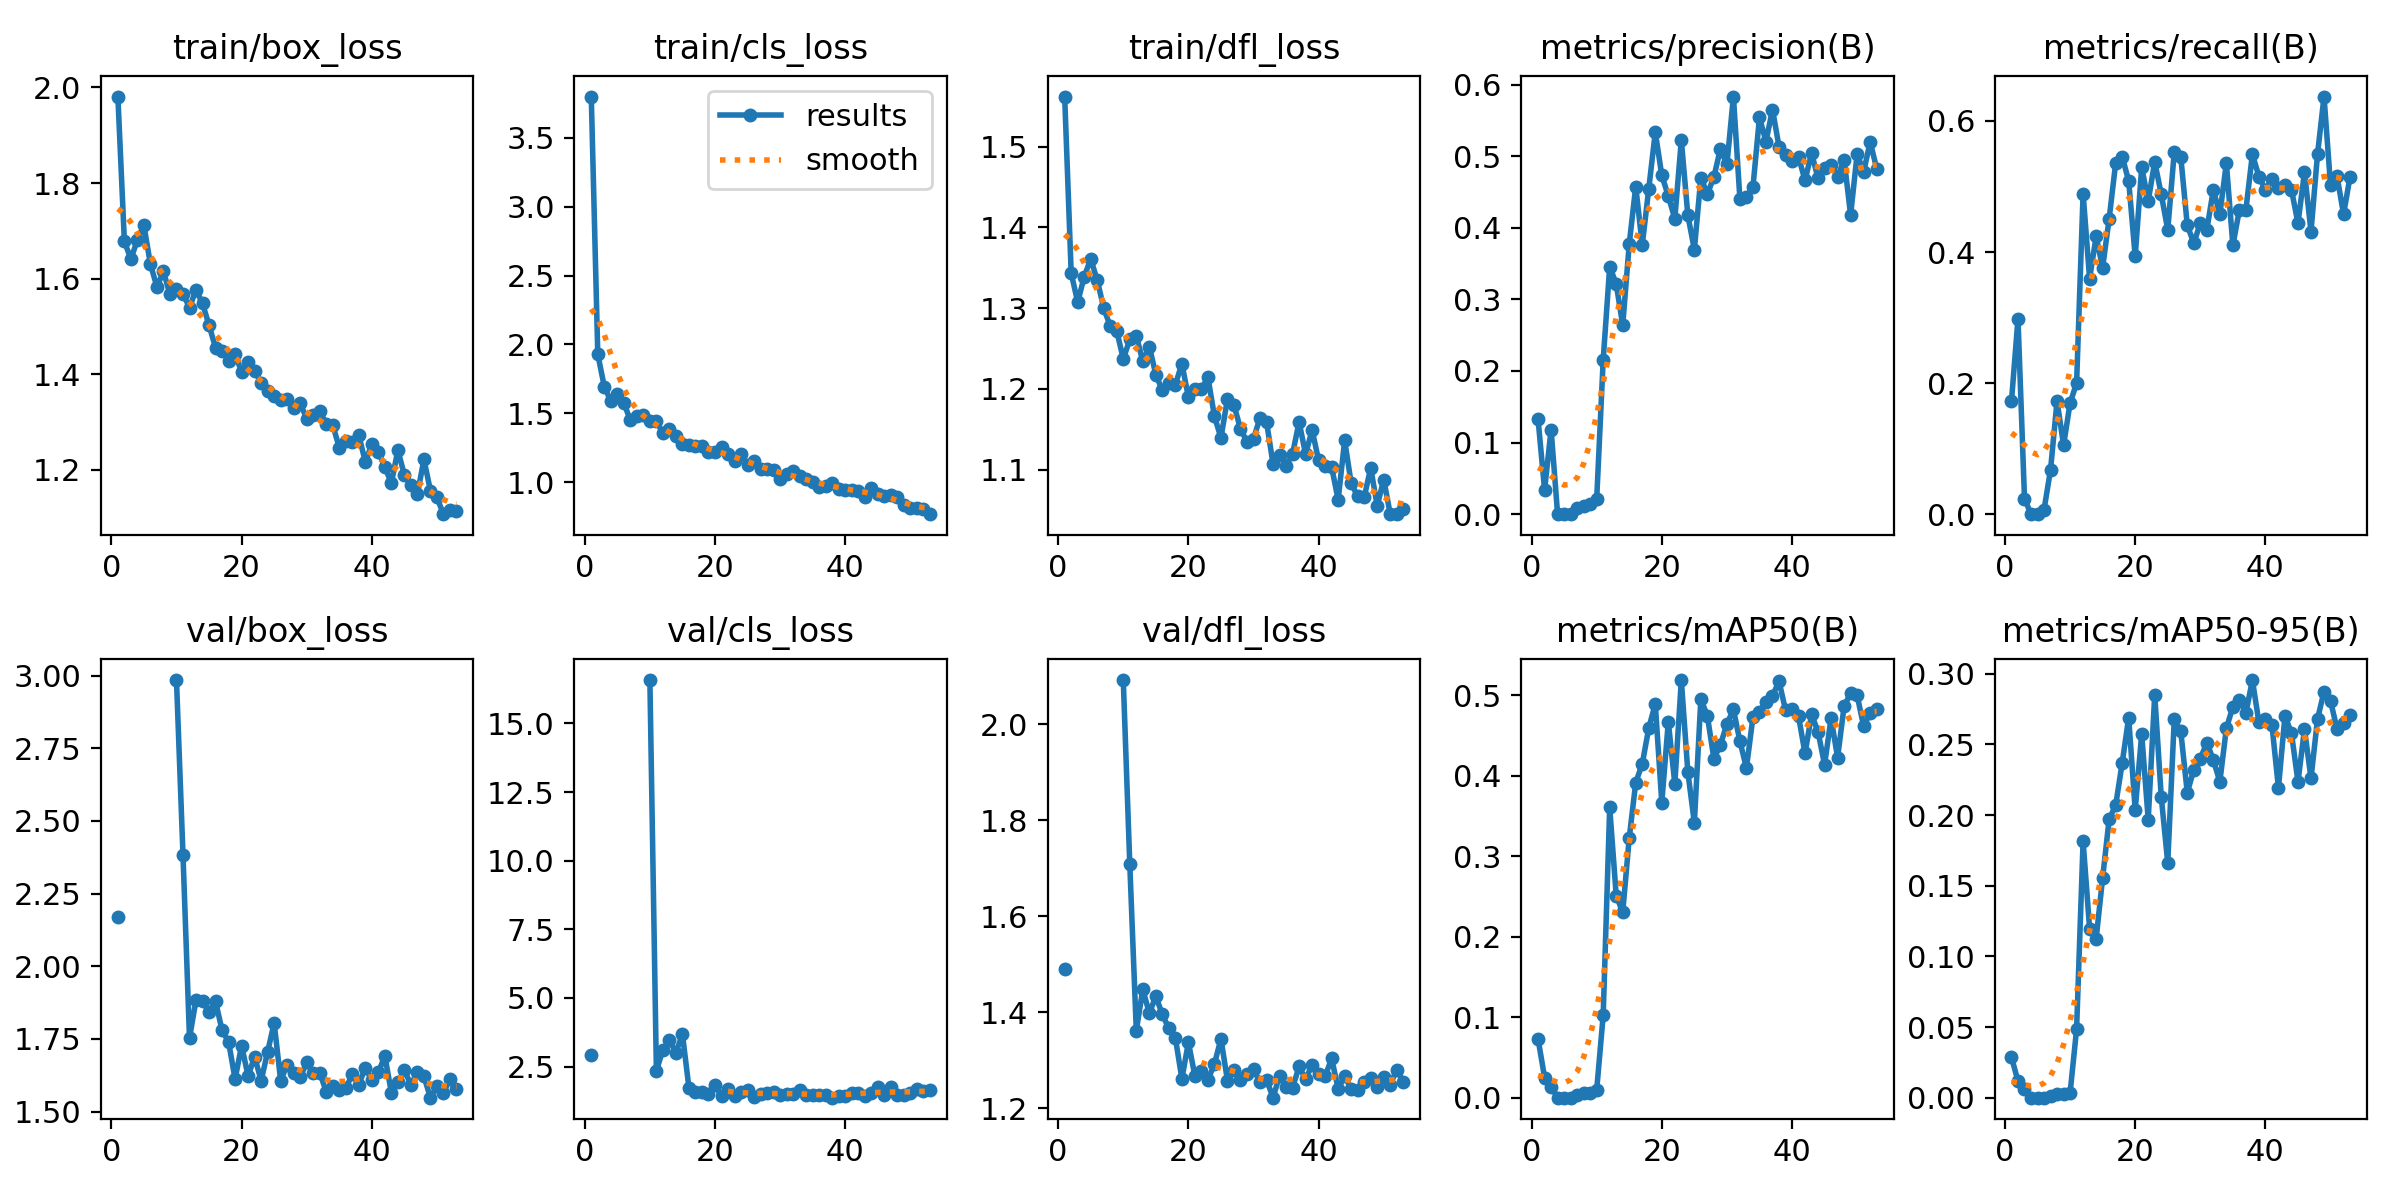 train/box_loss
2.0
1.8
1.6
1.4
1.2
0 20 40
train/cls_loss
results
smooth
3.5
3.0
2.5
2.0
1.5
1.0
0 20 40
train/dfl_loss
1.5
1.4
1.3
1.2
1.1
0 20 40
metrics/precision(B)
0.6
0.5
0.4
0.3
0.2
0.1
0.0
0 20 40
metrics/recall(B)
0.6
0.4
0.2
0.0
0 20 40
val/box_loss
3.00
2.75
2.50
2.25
2.00
1.75
1.50
0 20 40
val/cls_loss
15.0
12.5
10.0
7.5
5.0
2.5
0 20 40
val/dfl_loss
2.0
1.8
1.6
1.4
1.2
0 20 40
metrics/mAP50(B)
0.5
0.4
0.3
0.2
0.1
0.0
0 20 40
metrics/mAP50-95(B)
0.30
0.25
0.20
0.15
0.10
0.05
0.00
0 20 40